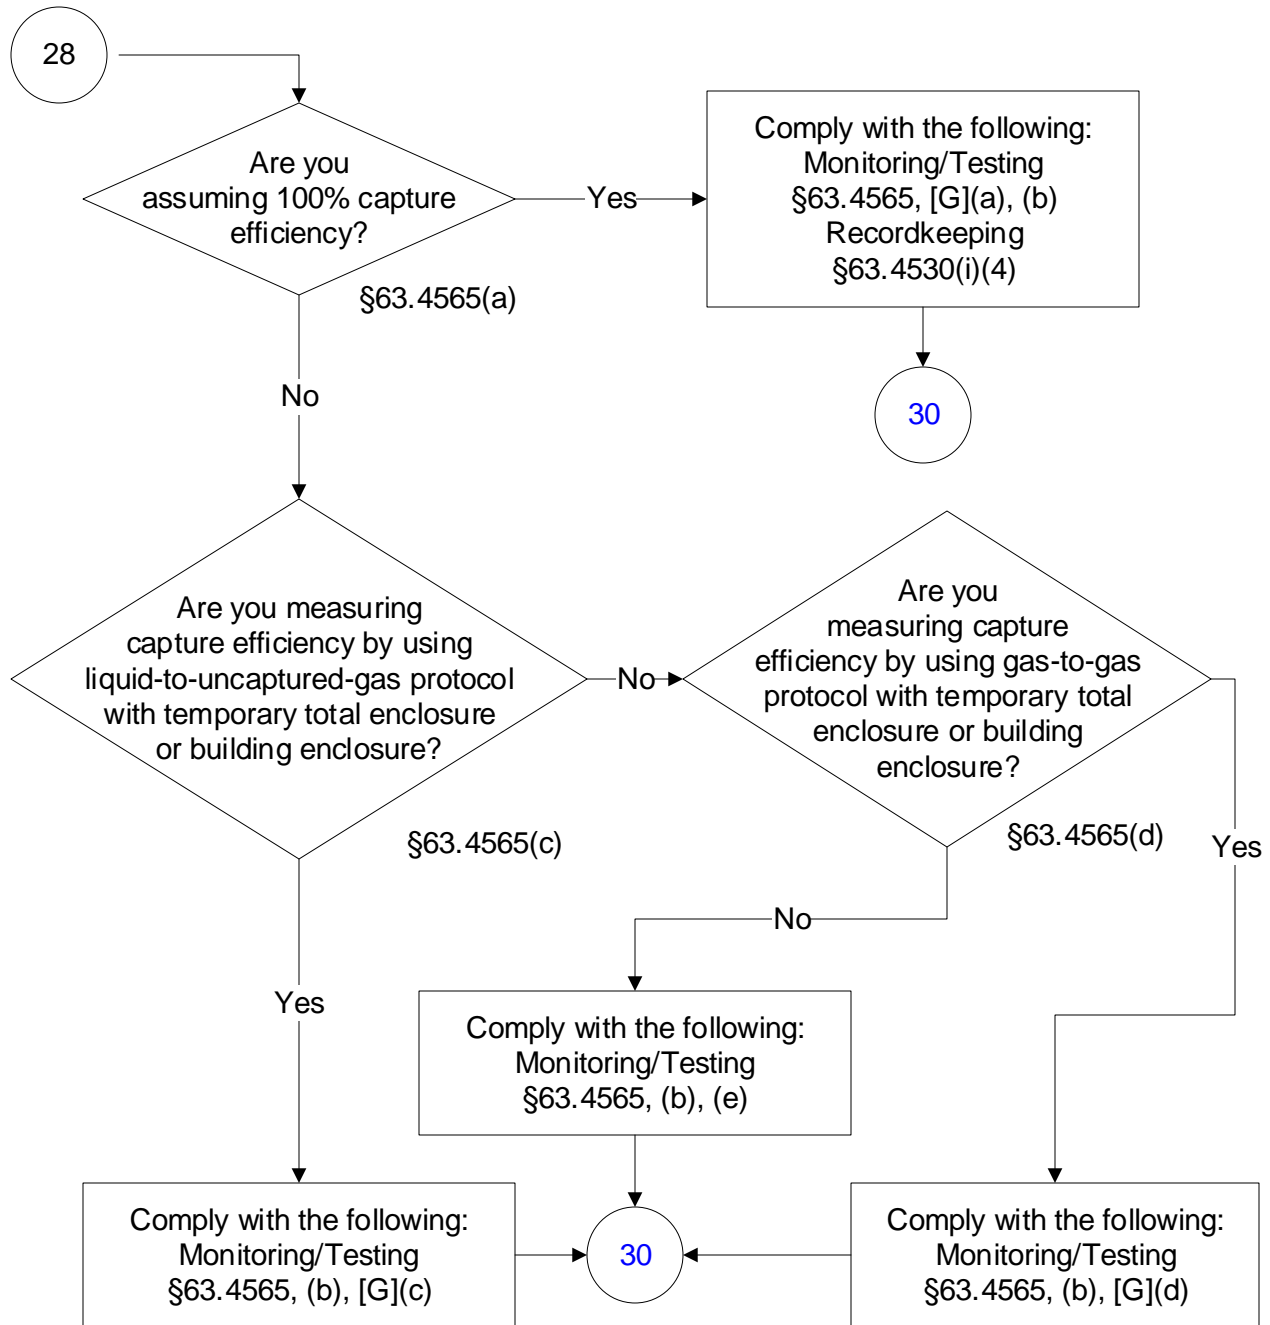 28
Are you
assuming 100% capture
efficiency?
§63.4565(a)
Yes
Comply with the following:
Monitoring/Testing
§63.4565, [G](a), (b)
Recordkeeping
§63.4530(i)(4)
30
No
Are you measuring
capture efficiency by using
liquid-to-uncaptured-gas protocol
with temporary total enclosure
or building enclosure?
§63.4565(c)
No
Are you
measuring capture
efficiency by using gas-to-gas
protocol with temporary total
enclosure or building
enclosure?
§63.4565(d)
Yes
No
Yes
Comply with the following:
Monitoring/Testing
§63.4565, (b), (e)
Comply with the following:
Monitoring/Testing
§63.4565, (b), [G](c)
30
Comply with the following:
Monitoring/Testing
§63.4565, (b), [G](d)